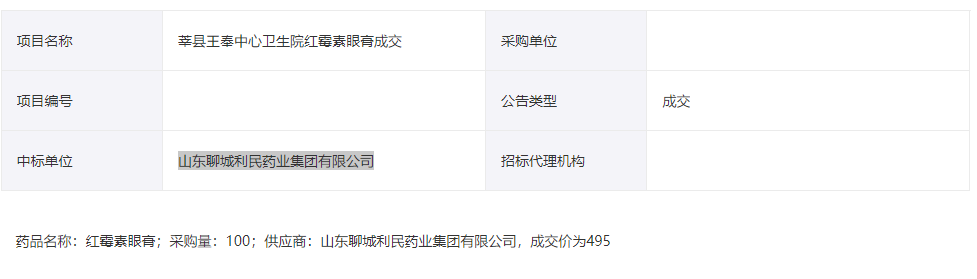 项目名称 莘县王奉中心卫生院红霉素眼膏成交 采购单位
项目编号 公告类型 成交
中标单位 山东聊城利民药业集团有限公司 招标代理机构
药品名称：红霉素眼膏；采购量：100；供应商：山东聊城利民药业集团有限公司，成交价为495